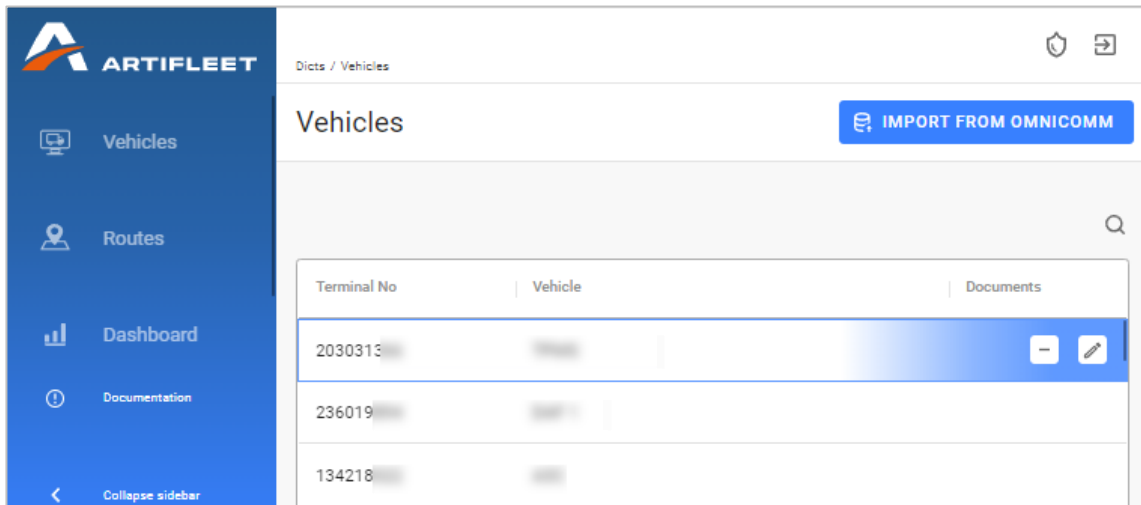 ARTIFLEET
Dicts / Vehicles
Vehicles
Vehicles
IMPORT FROM OMNICOMM
Routes
Terminal No
Vehicle
Documents
Dashboard
2030313
Documentation
236019
134218
Collapse sidebar